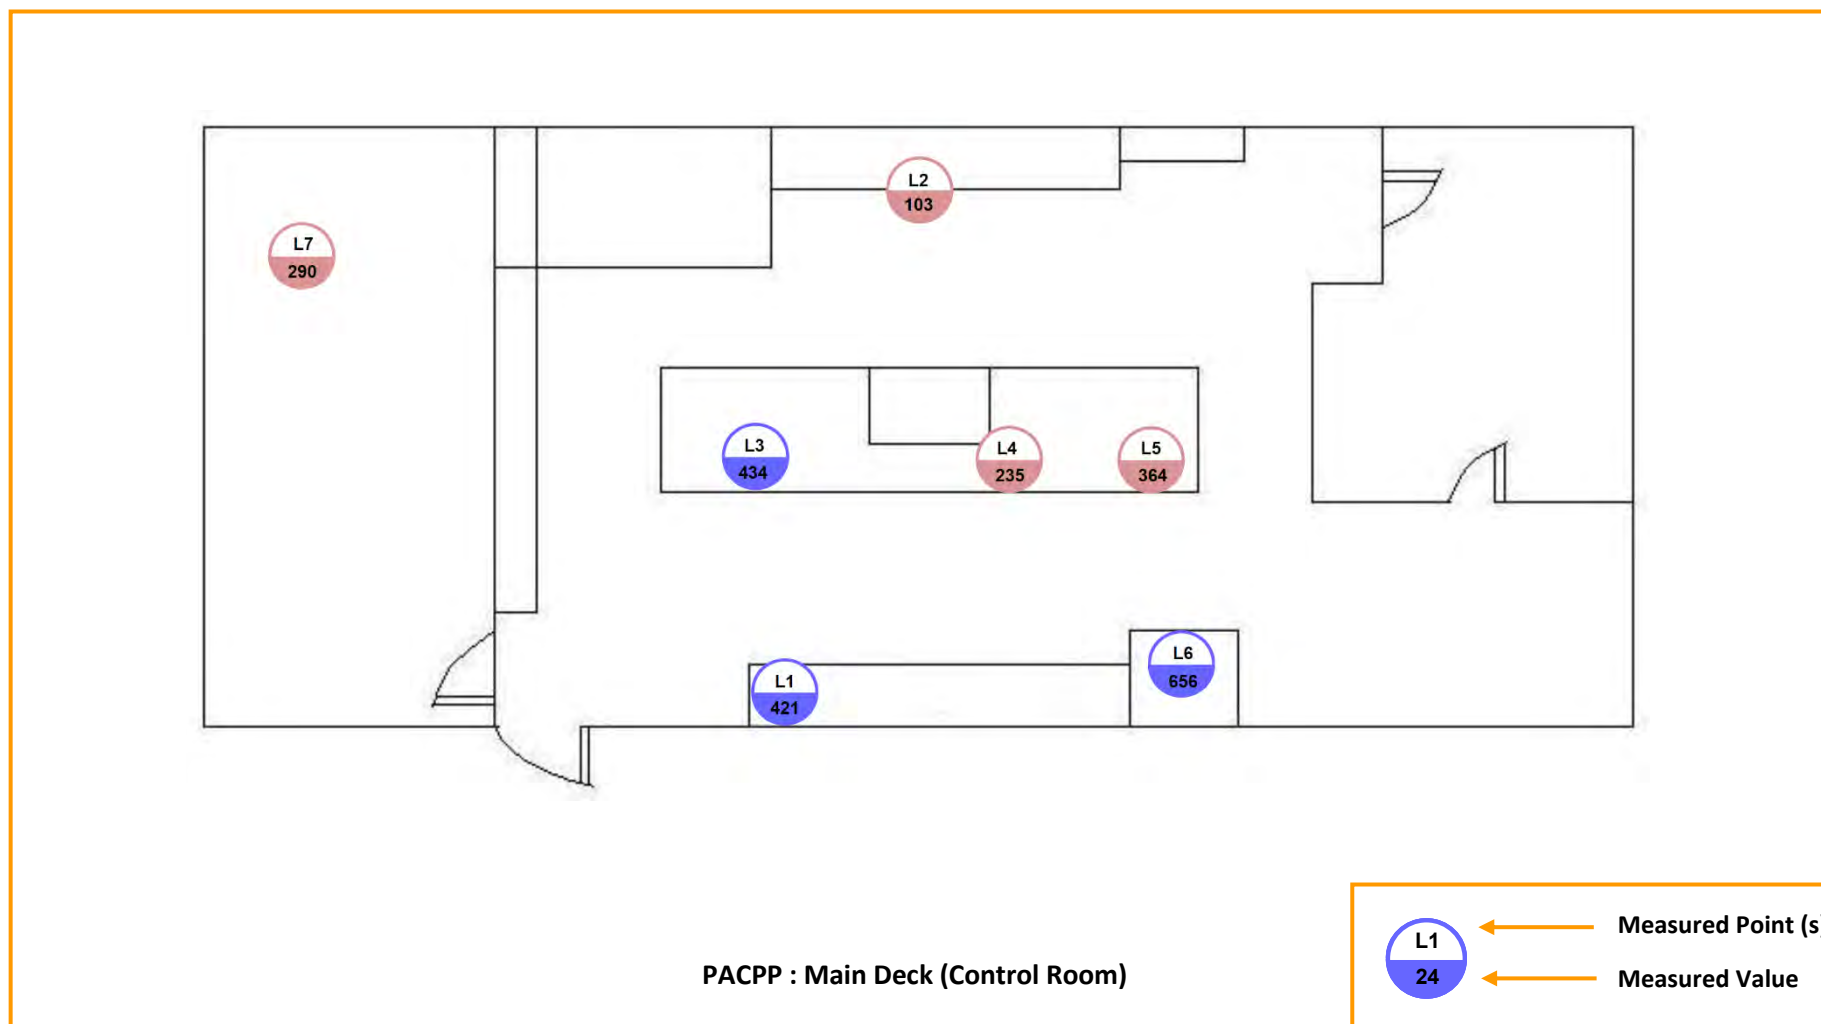 L2
103
L7
290
L3
434
L4
235
L5
364
L1
421
L6
656
PACPP : Main Deck (Control Room)
L1
24
Measured Point (s)
Measured Value